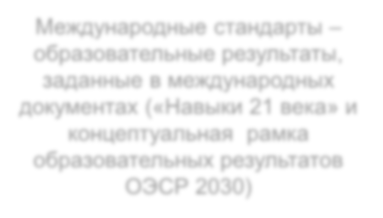 Международные стандарты –
образовательные результаты,
заданные в международных
документах («Навыки 21 века» и
концептуальная рамка
образовательных результатов
ОЭСР 2030)